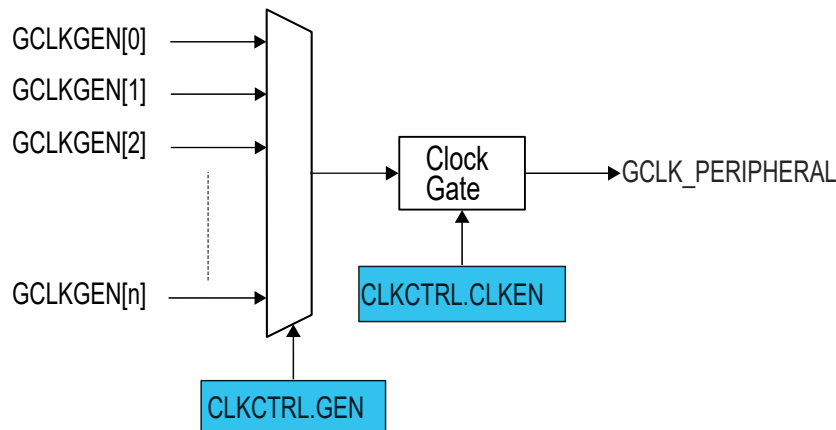 GCLKGEN[0]
GCLKGEN[1]
GCLKGEN[2]
Clock
Gate
GCLK_PERIPHERAL
GCLKGEN[n]
CLKCTRL.CLKEN
CLKCTRL.GEN